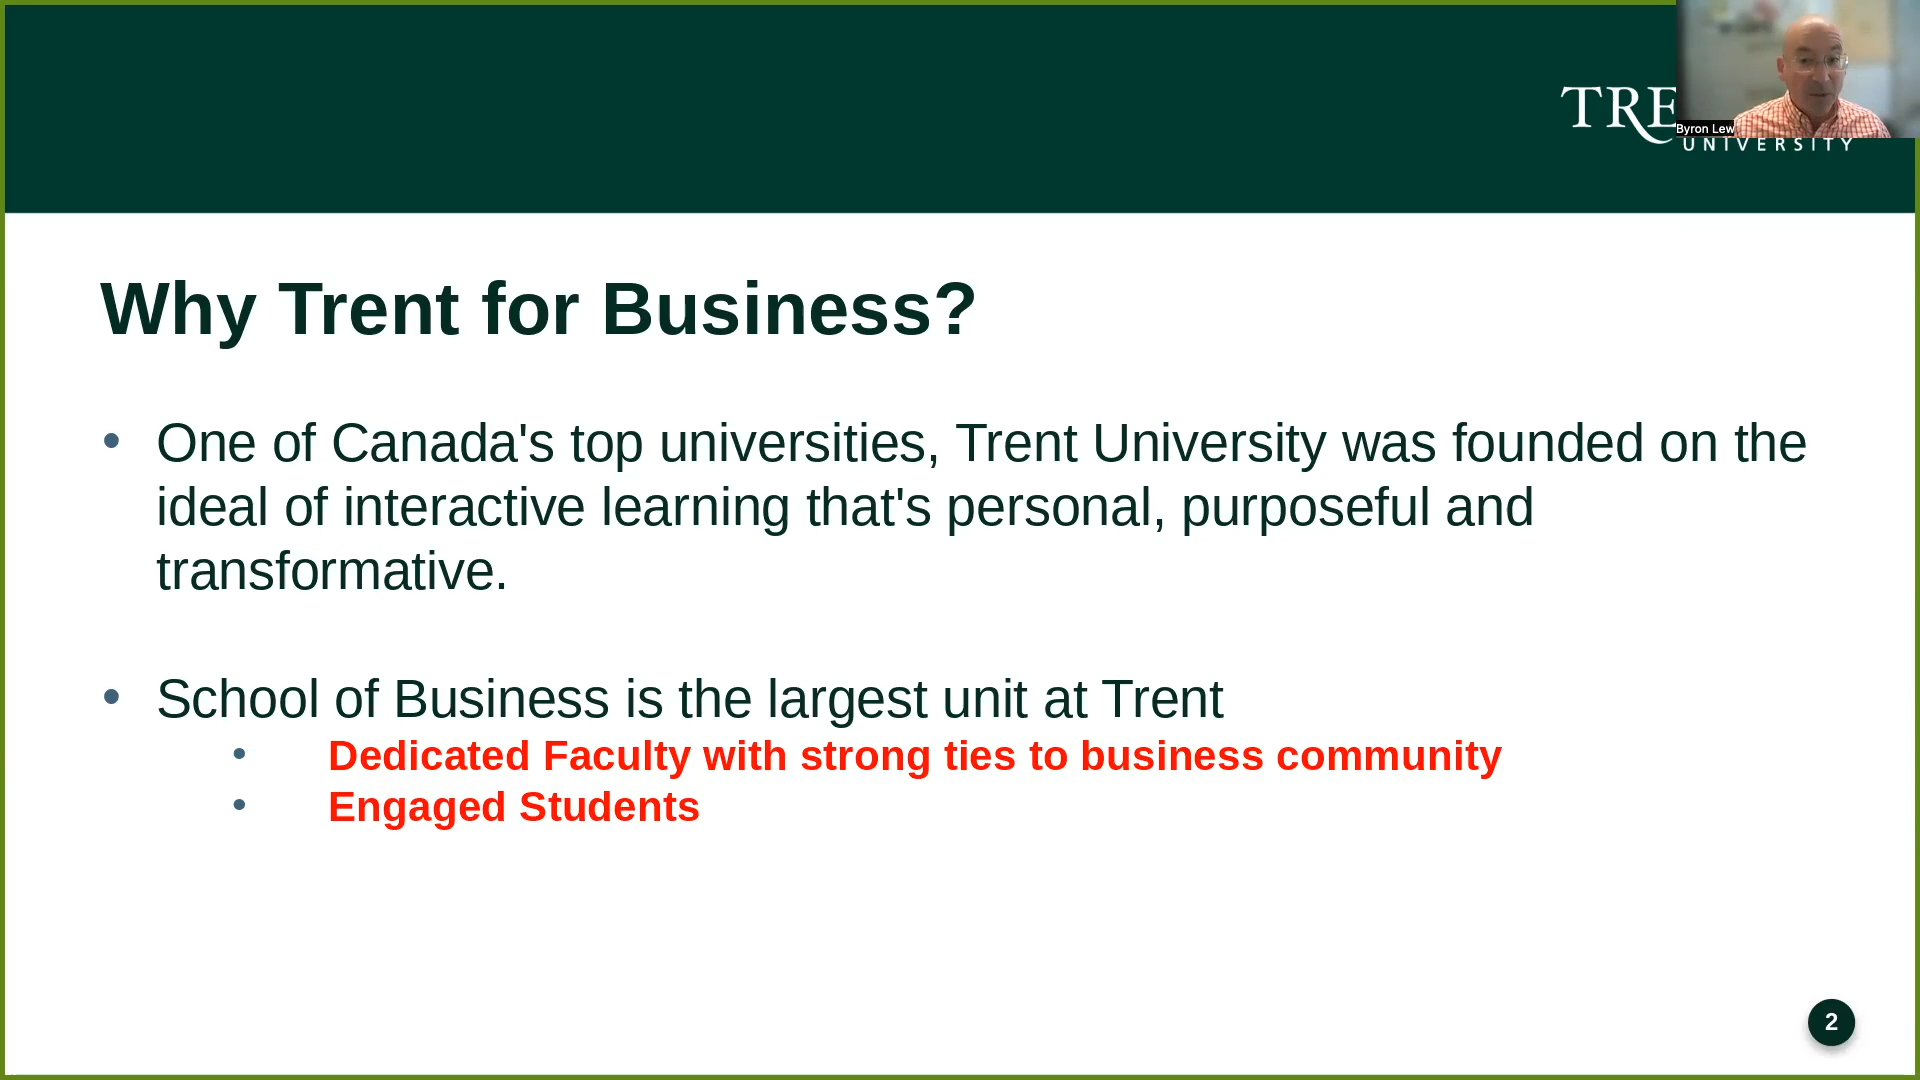 TRE
Byron Lew
UNIVERSITY
Why Trent for Business?
• One of Canada's top universities, Trent University was founded on the
ideal of interactive learning that's personal, purposeful and
transformative.
• School of Business is the largest unit at Trent
• Dedicated Faculty with strong ties to business community
• Engaged Students
2